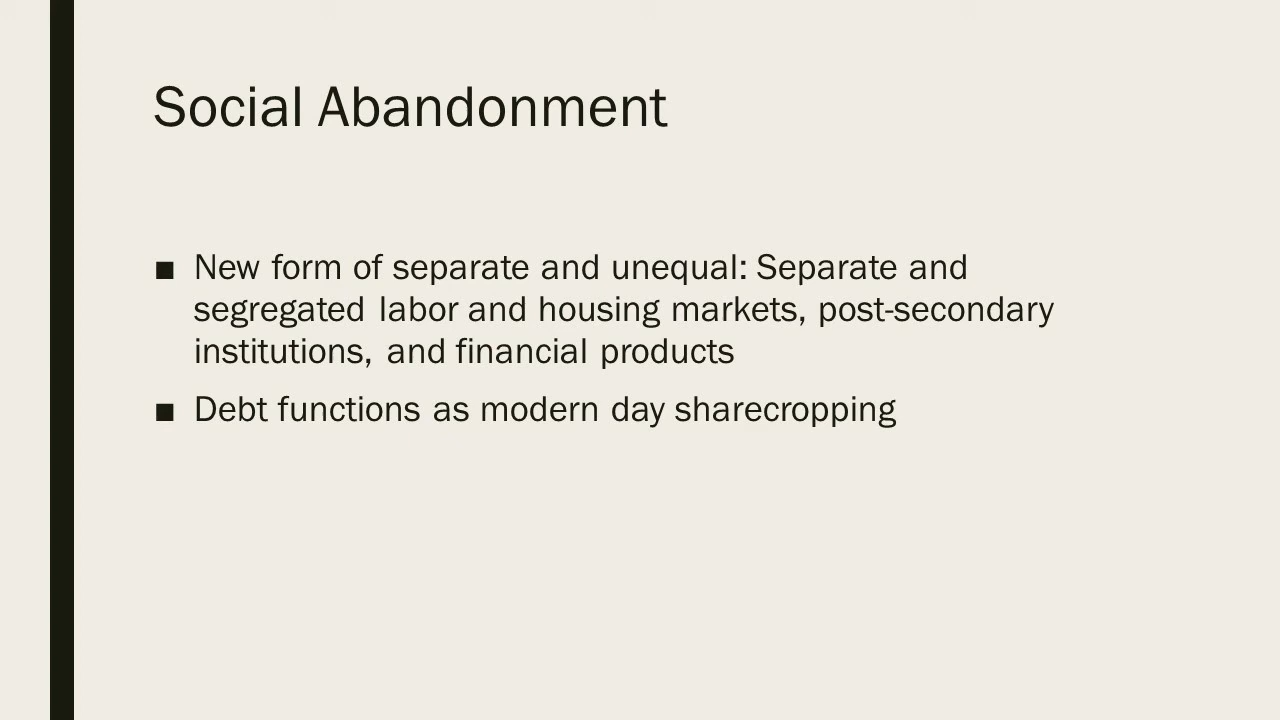 Social Abandonment
■ New form of separate and unequal: Separate and
segregated labor and housing markets, post-secondary
institutions, and financial products
■ Debt functions as modern day sharecropping